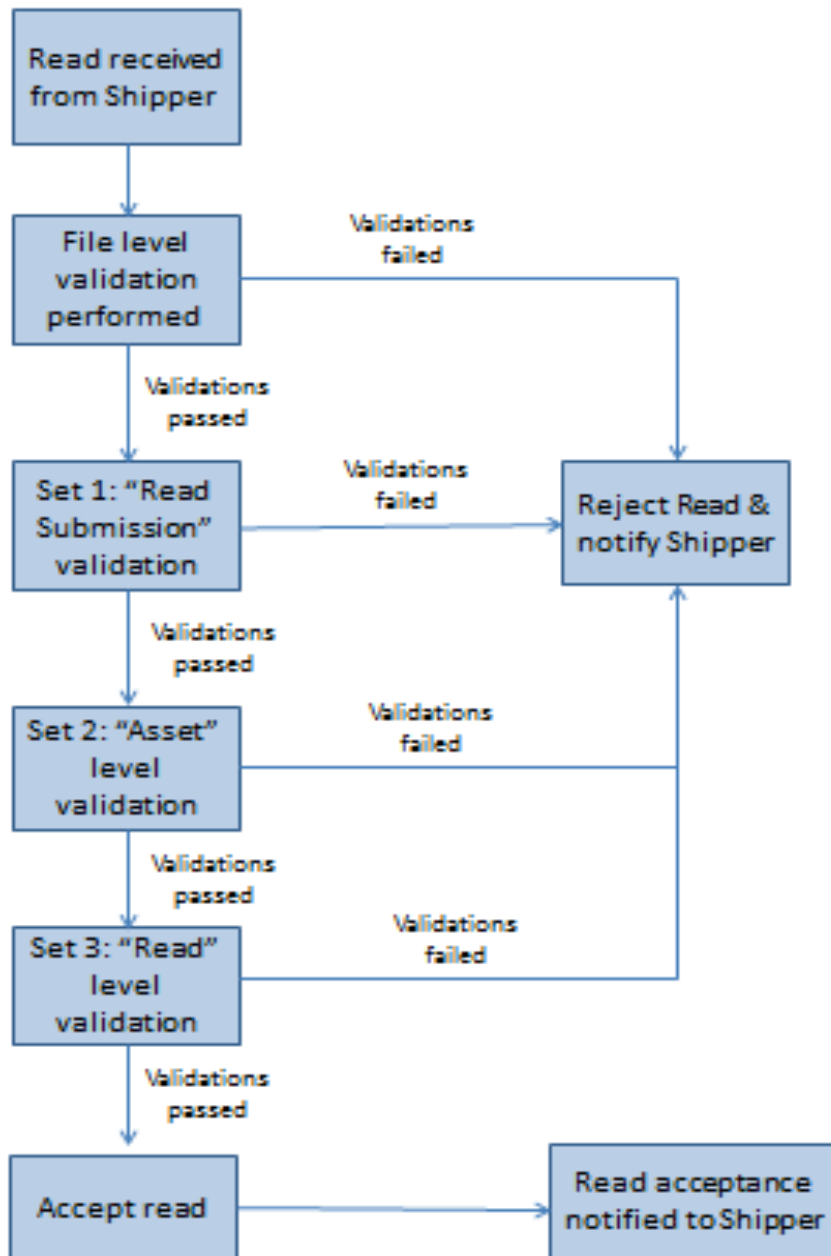 Read received
from Shipper
File level
validation
performed
Validations
failed
Validations
passed
Set 1: “Read
Submission”
validation
Validations
failed
Reject Read &
notify Shipper
Validations
passed
Set 2: “Asset”
level
validation
Validations
failed
Validations
passed
Set 3: “Read”
level
validation
Validations
failed
Validations
passed
Accept read
Read acceptance
notified to Shipper